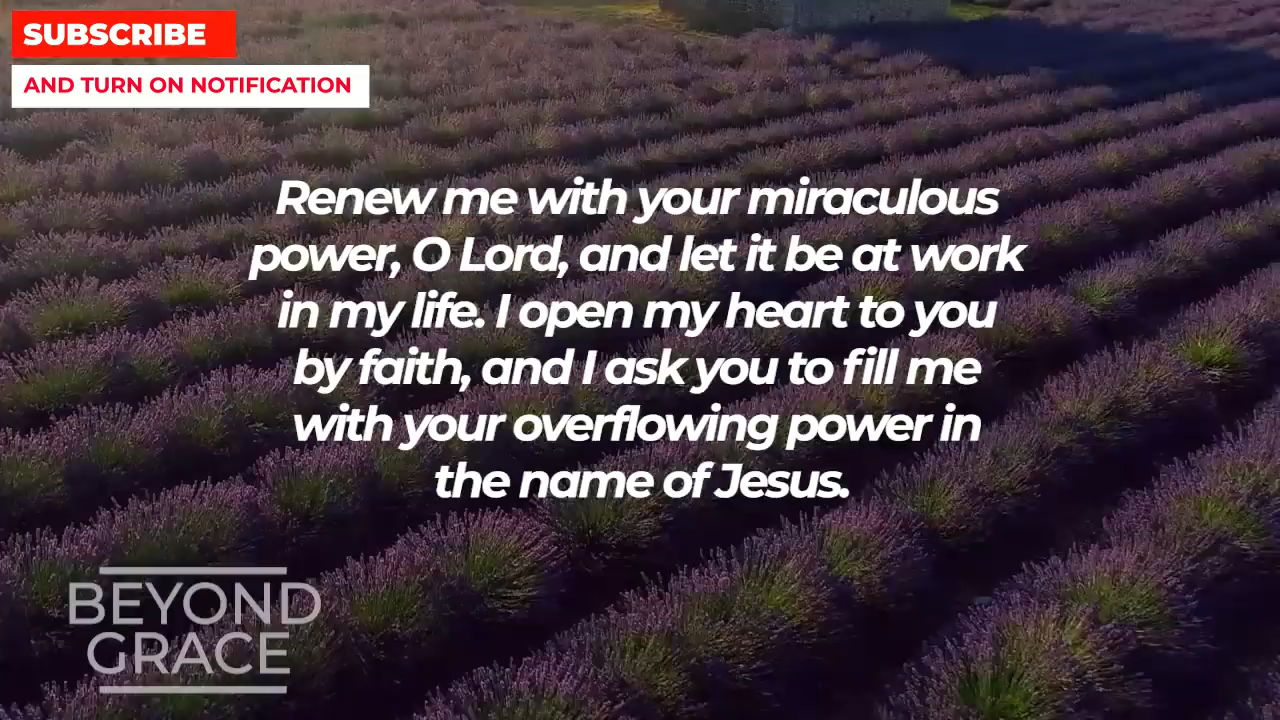 SUBSCRIBE
AND TURN ON NOTIFICATION
Renew me with your miraculous
power, O Lord, and let it be at work
in my life. I open my heart to you
by faith, and I ask you to fill me
with your overflowing power in
the name of Jesus.
BEYOND
GRACE